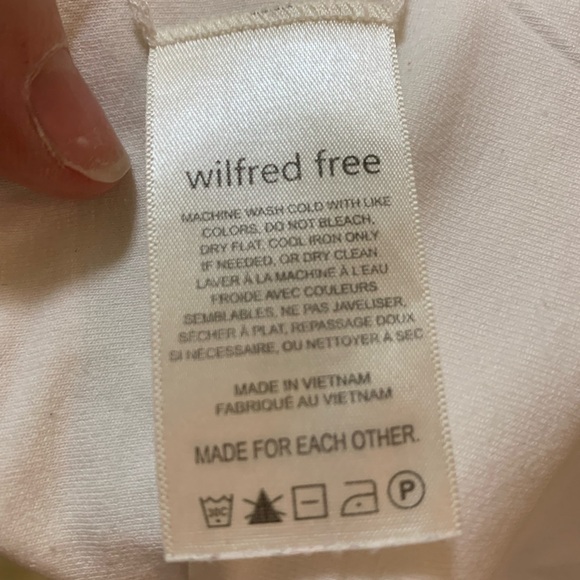 wilfred free
MACHINE WASH COLD WITH LIKE
COLORS, DO NOT BLEACH,
DRY FLAT, COOL IRON ONLY
IF NEEDED, OR DRY CLEAN
LAVER À LA MACHINE À L'EAU
FROIDE AVEC COULEURS
SEMBLABLES, NE PAS JAVELISER,
SÉCHER À PLAT, REPASSAGE DOUX
SI NÉCESSAIRE, OU NETTOYER À SEC
MADE IN VIETNAM
FABRIQUÉ AU VIETNAM
MADE FOR EACH OTHER.
30C P